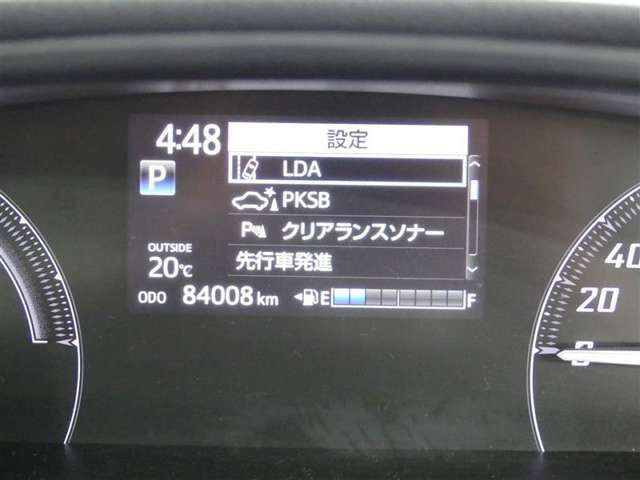 4:48
設定
LDA
P
PKSB
P クリアランスソナー
OUTSIDE
20℃
先行車発進
ODO 84008 km
E F
40
20
0